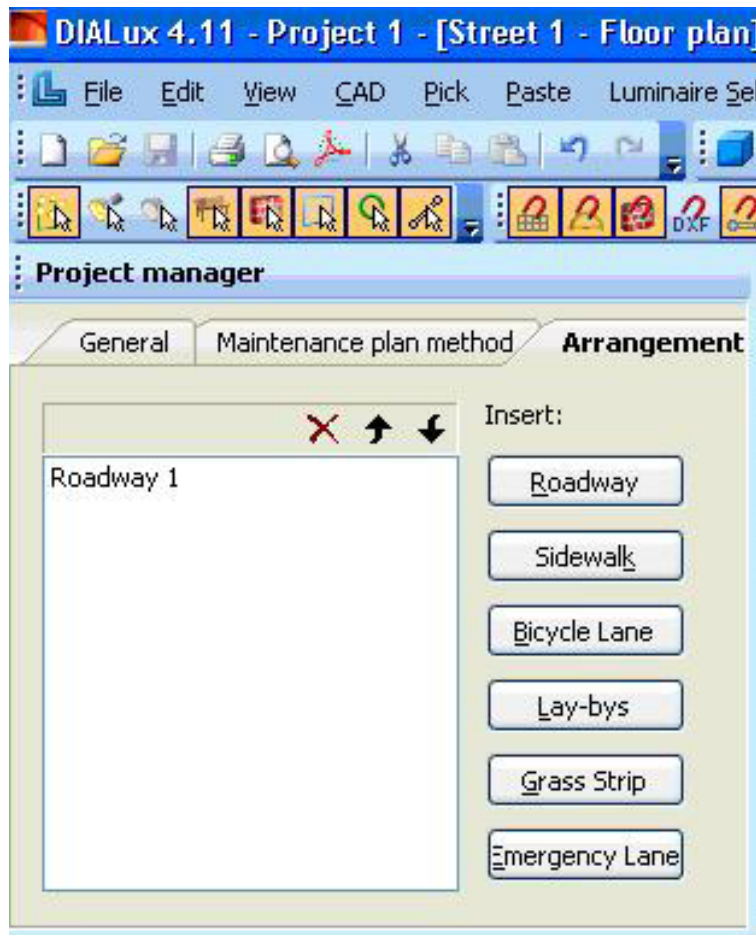 DIALux 4.11 - Project 1 - [Street 1 - Floor plan]
File Edit View CAD Pick Paste Luminaire Se
DXF
Project manager
General Maintenance plan method Arrangement
Insert:
Roadway 1
Roadway
Sidewalk
Bicycle Lane
Lay-bys
Grass Strip
Emergency Lane